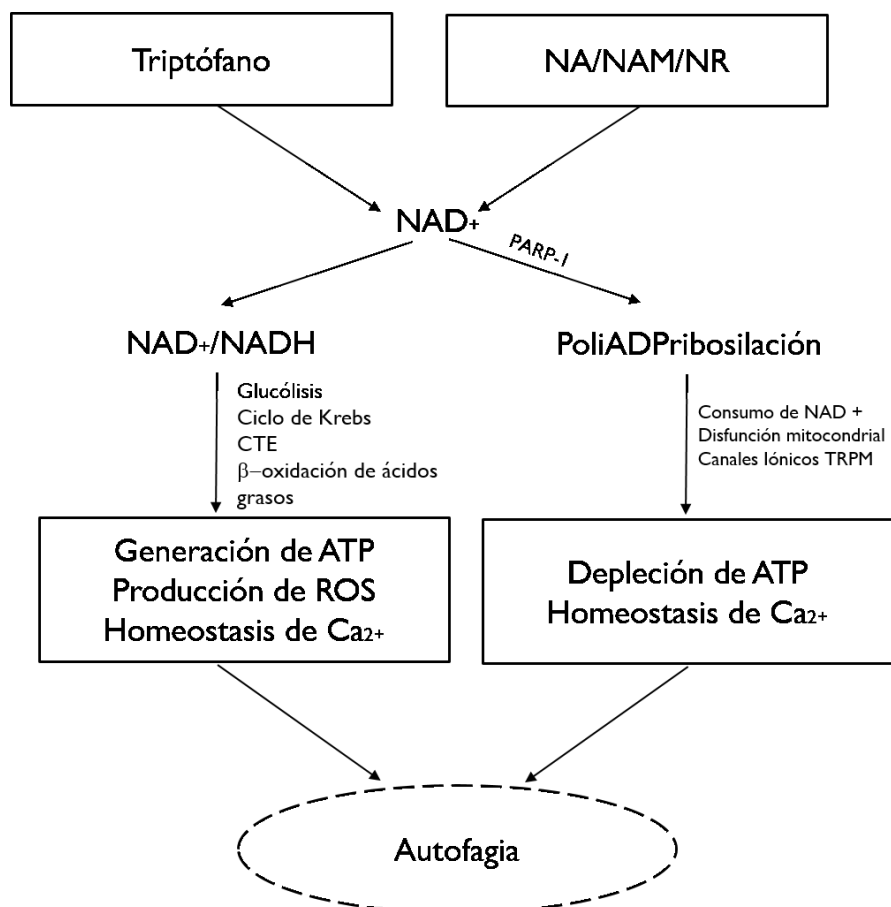 Triptófano
NA/NAM/NR
NAD+
PARP-1
NAD+/NADH
PoliADPribosilación
Glucólisis
Ciclo de Krebs
CTE
β–oxidación de ácidos
grasos
Consumo de NAD +
Disfunción mitocondrial
Canales Iónicos TRPM
Generación de ATP
Producción de ROS
Homeostasis de Ca2+
Depleción de ATP
Homeostasis de Ca2+
Autofagia